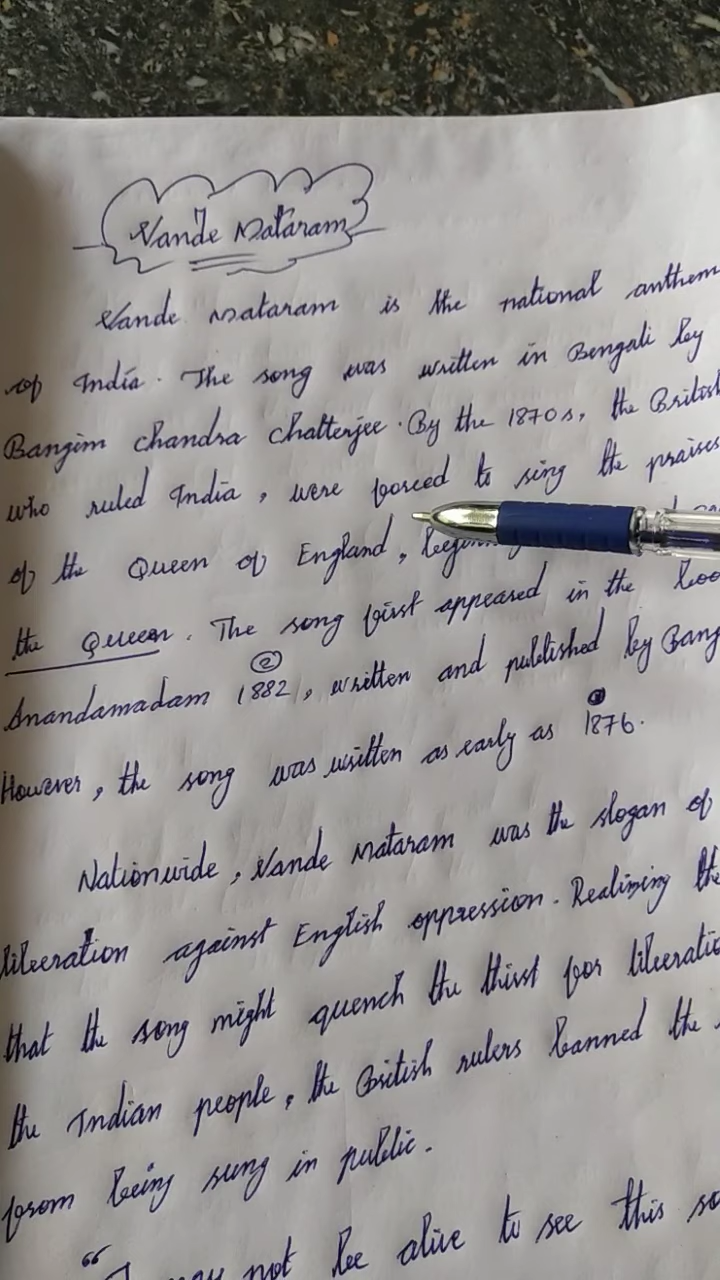 Vande Mataram
Vande Mataram is the national anthem
of India. The song was written in Bengali by
Bangim chandra chatterjee. By the 1870s, the British
who ruled India, were forced to sing the praises
of the Queen of England,
the Queen. The song first appeared in the
Anandamadam 1882, written and published by
2
However, the song was written as early as 1876.
Nationwide, Vande Mataram was the slogan of
liberation against English oppression. Realizing the
that the song might quench the thirst for
the Indian people, the British rulers banned the
from being sung in public.
" I may not be alive to see this